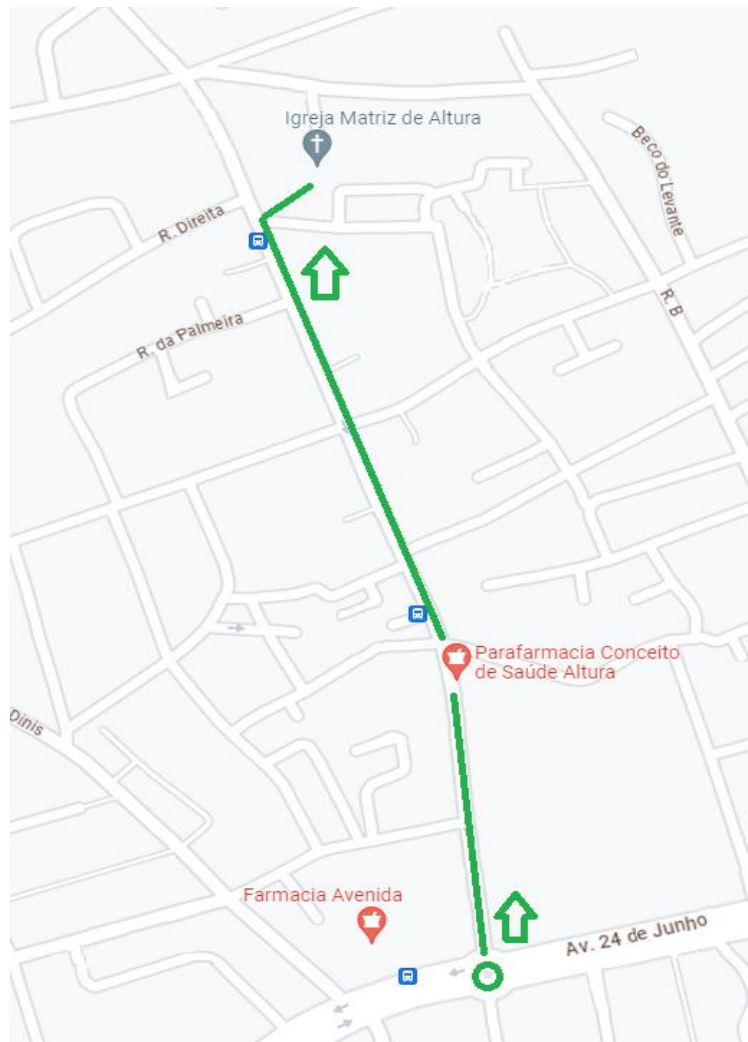 Igreja Matriz de Altura
Beco do Levante
R. Direita
R. B
R. da Palmeira
Parafarmacia Conceito
de Saúde Altura
Dinis
Farmacia Avenida
Av. 24 de Junho